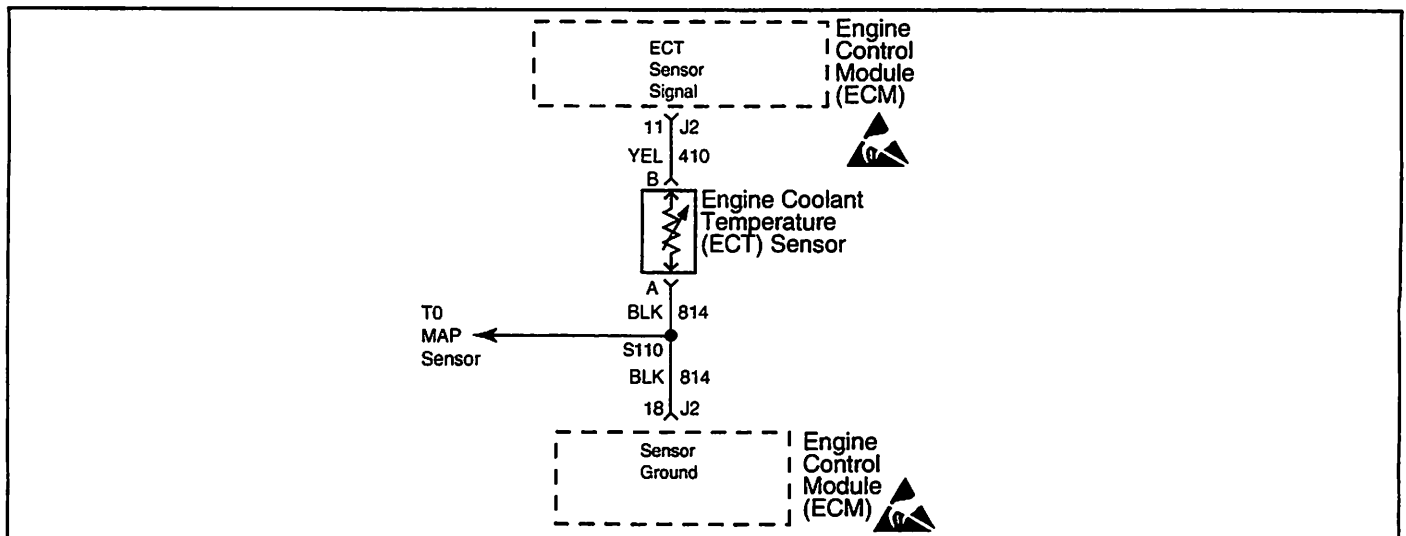 ECT
Sensor
Signal
Engine
Control
Module
(ECM)
11 J2
YEL 410
B
Engine Coolant
Temperature
(ECT) Sensor
A
BLK 814
T0
MAP
Sensor
S110
BLK 814
18 J2
Sensor
Ground
Engine
Control
Module
(ECM)